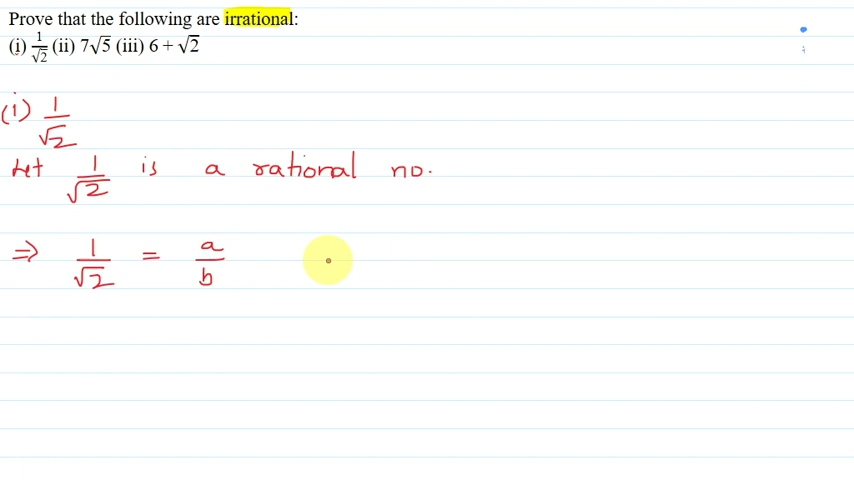 Prove that the following are irrational:
(i) 1/√2 (ii) 7√5 (iii) 6 + √2
(i) 1/√2
Let 1/√2 is a rational no.
⇒ 1/√2 = a/b